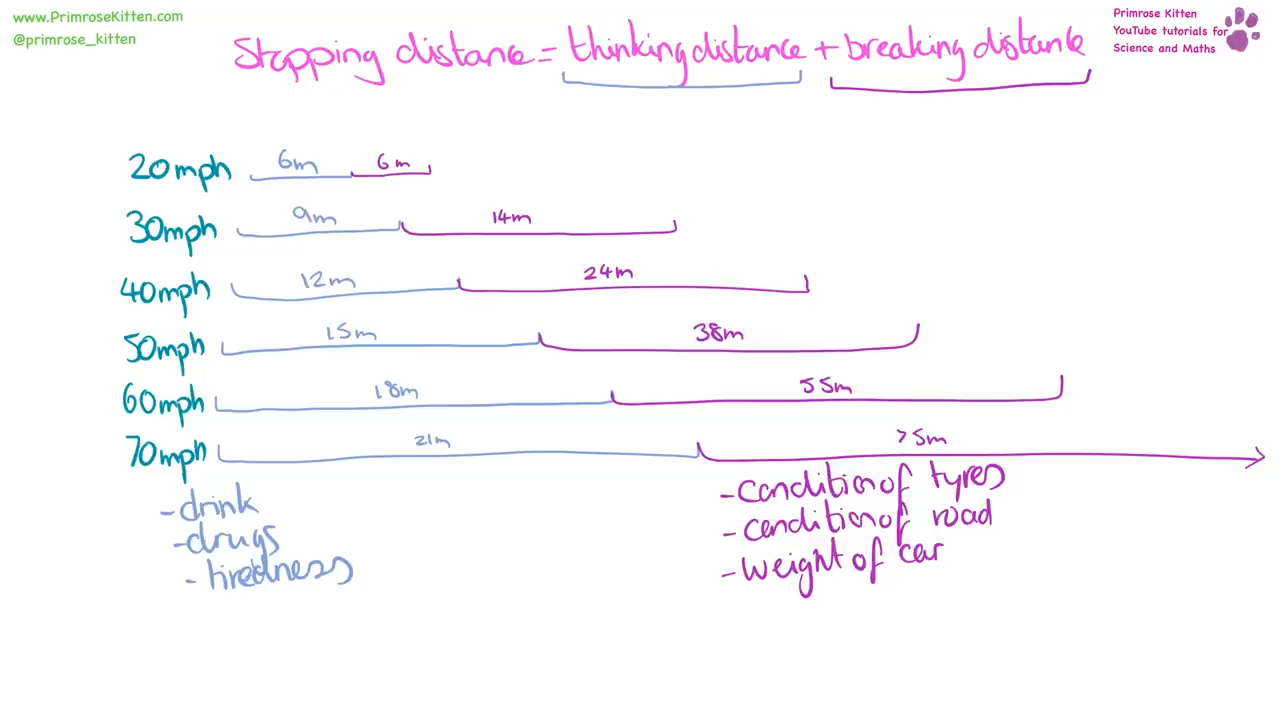 www.PrimroseKitten.com
@primrose_kitten
Stopping distance = thinking distance + breaking distance
Primrose Kitten
YouTube tutorials for
Science and Maths
20mph 6m 6m
30mph 9m 14m
40mph 12m 24m
50mph 15m 38m
60mph 18m 55m
70mph 21m 75m
- drink
- drugs
- tiredness
- condition of tyres
- condition of road
- weight of car